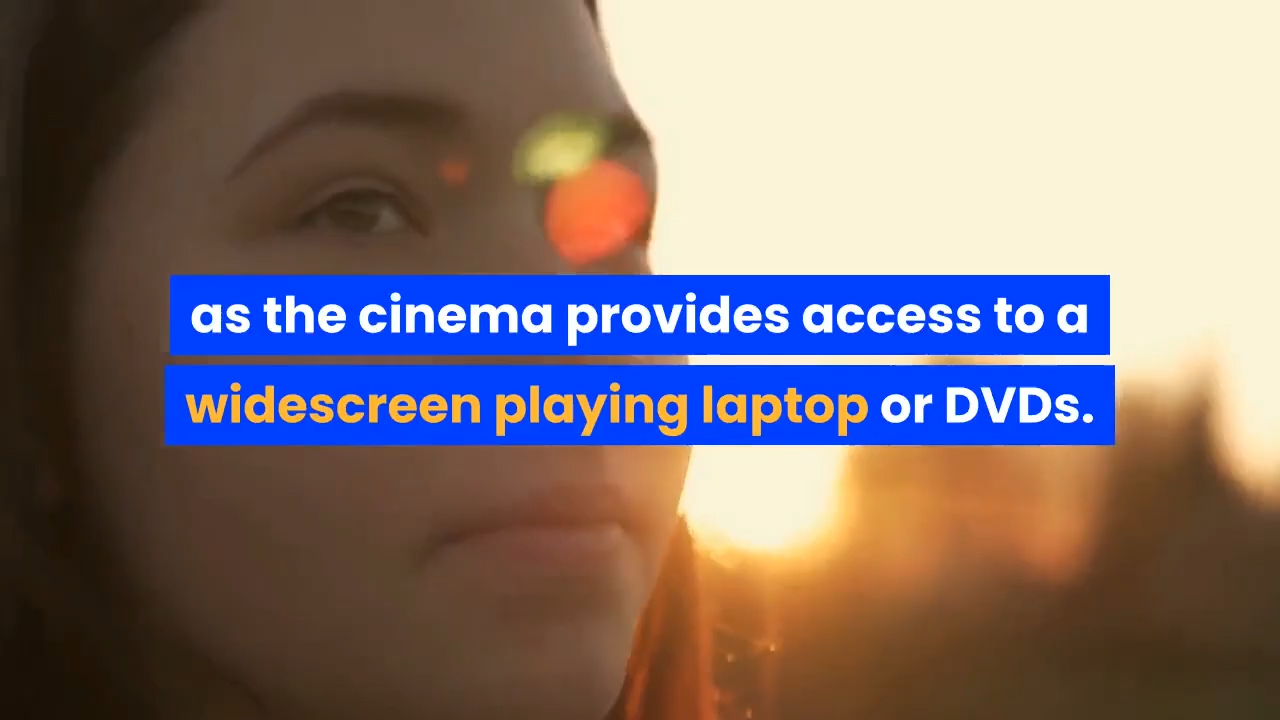 as the cinema provides access to a
widescreen playing laptop or DVDs.